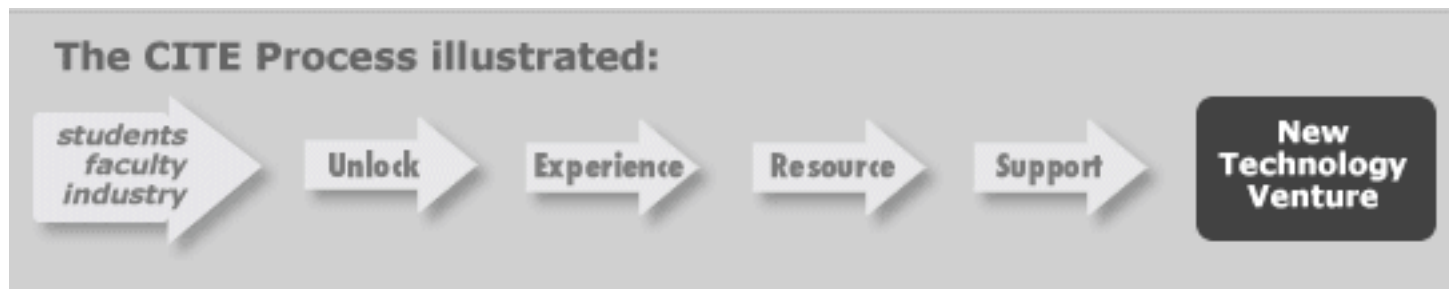 The CITE Process illustrated:
students
faculty
industry
Unlock
Experience
Resource
Support
New
Technology
Venture